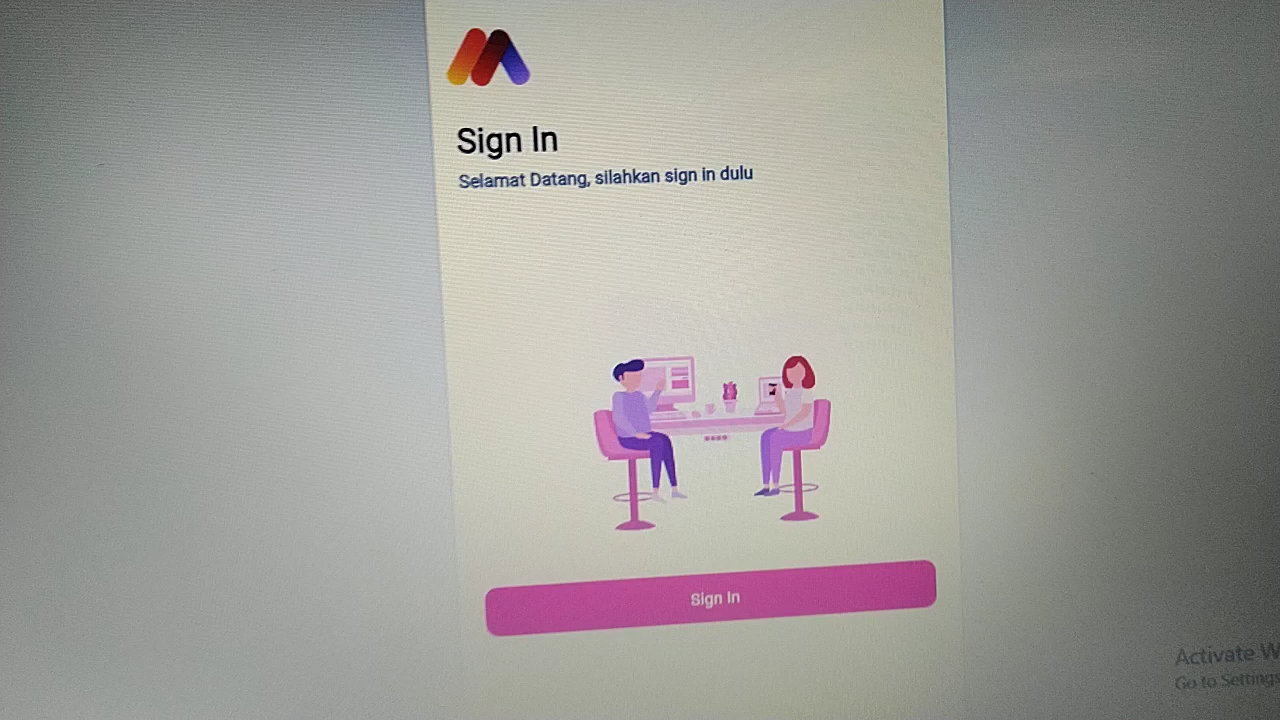 Sign In
Selamat Datang, silahkan sign in dulu
Sign In
Activate W
Go to Settings